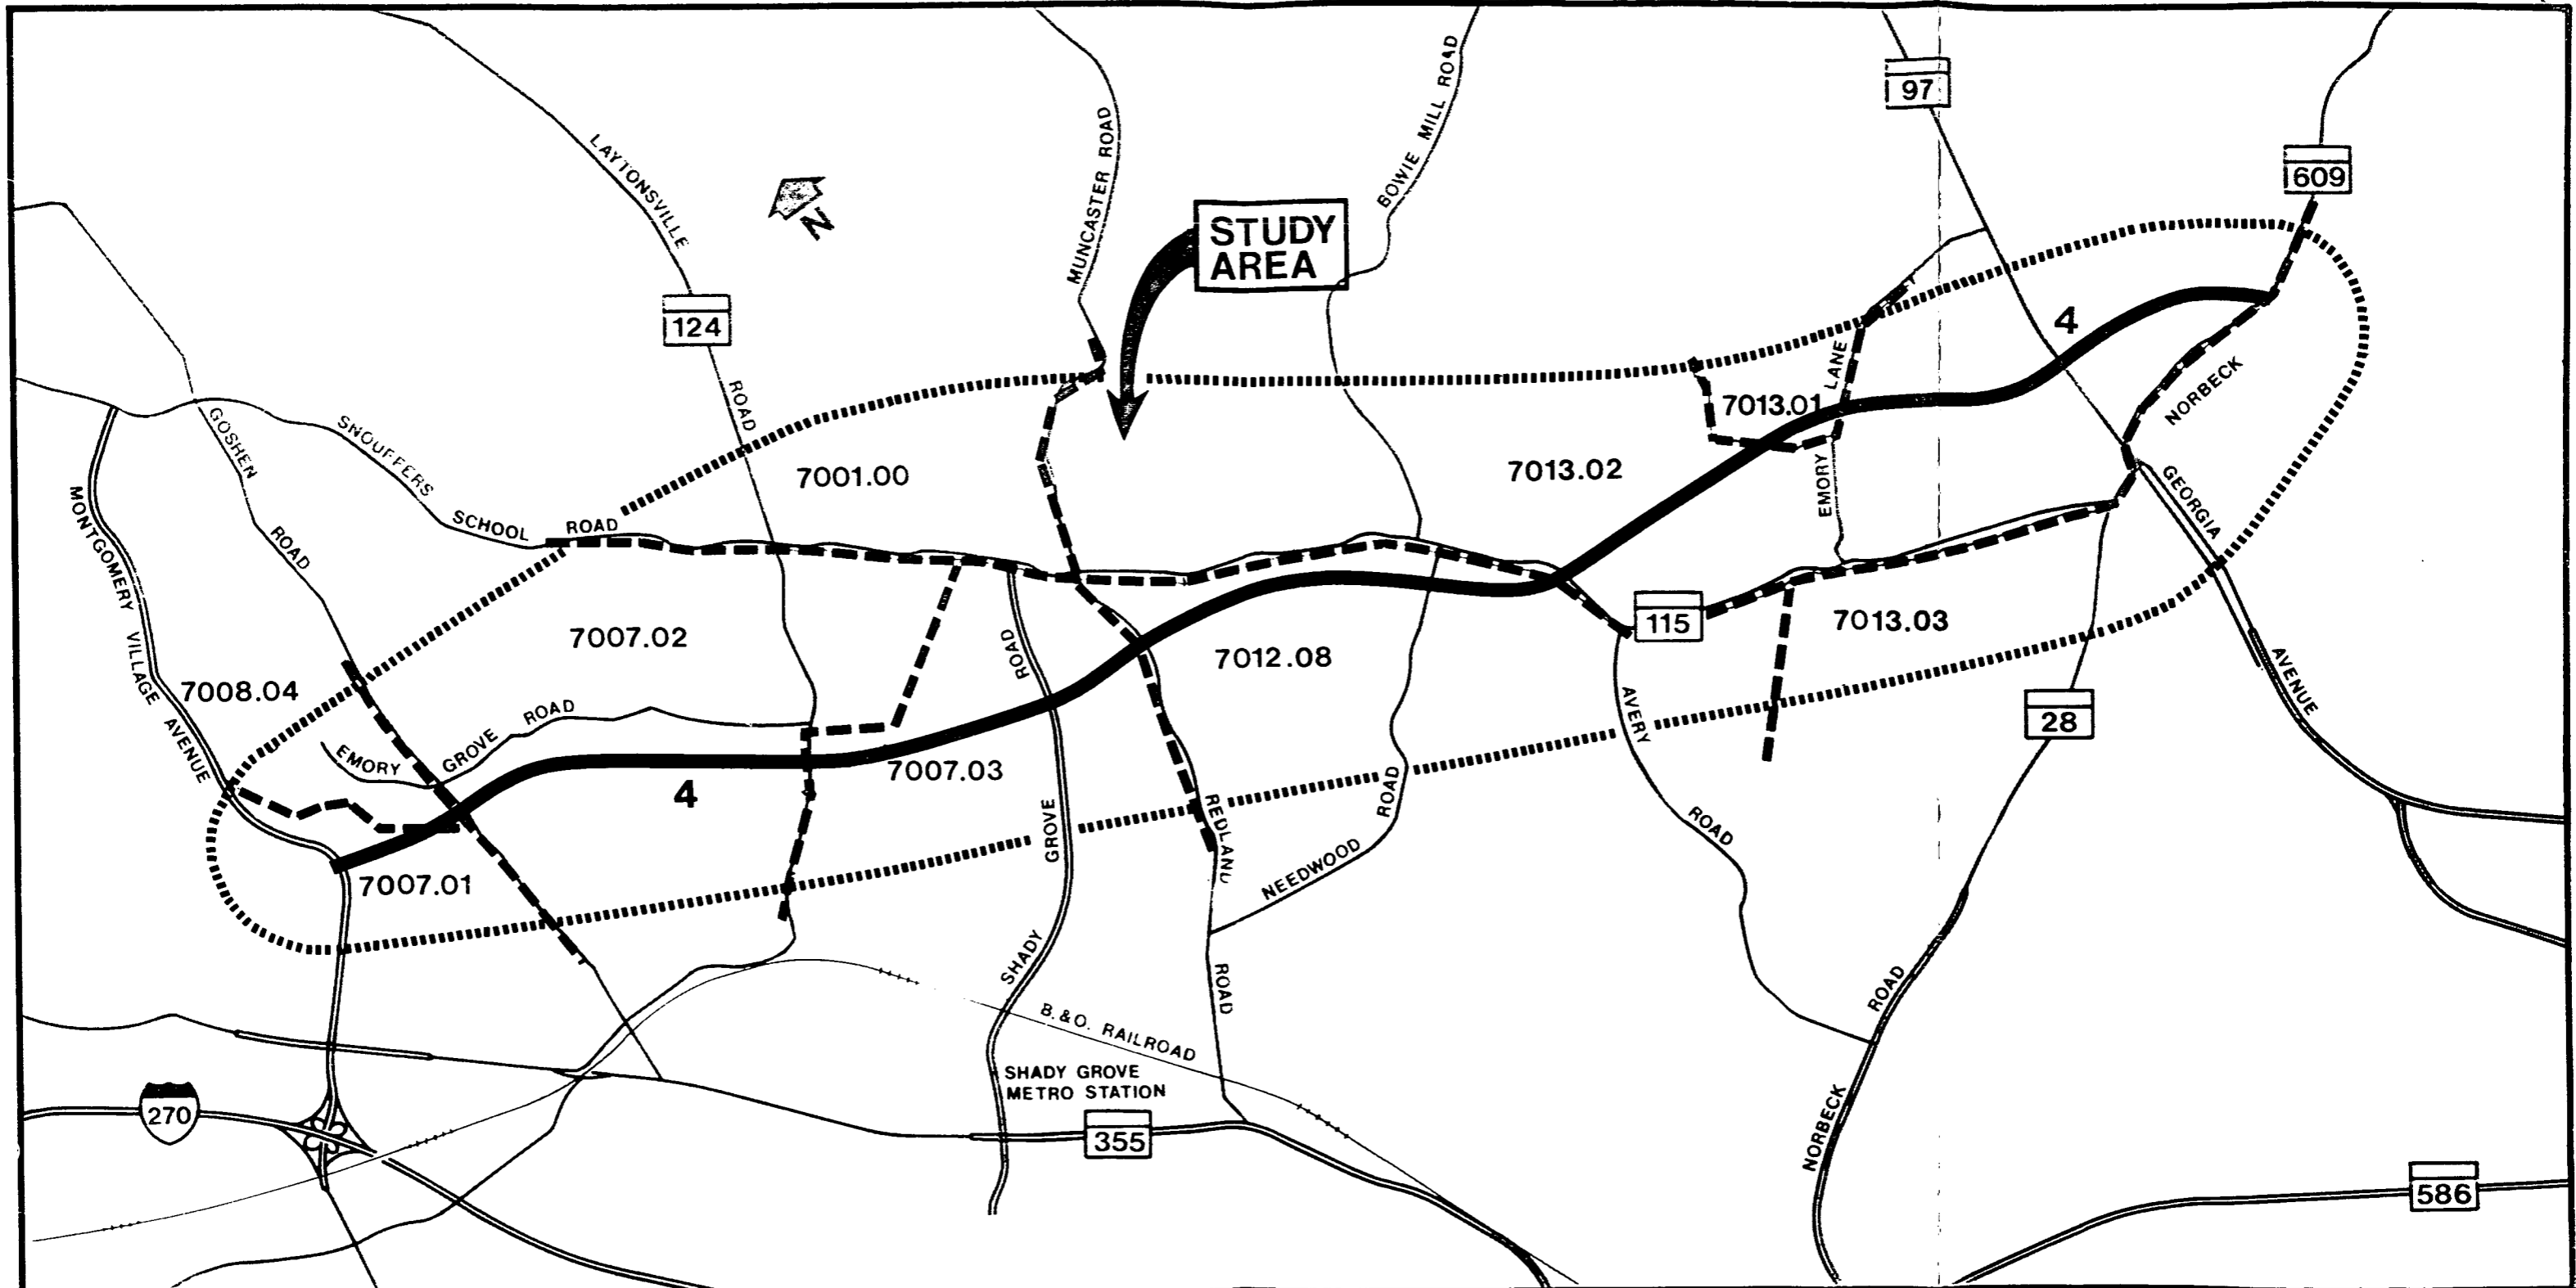 97
609
LAYTONSVILLE
ROAD
124
MUNCASTER ROAD
BOWIE MILL ROAD
N
STUDY
AREA
4
NORBECK
GEORGIA
AVENUE
GOSHEN
ROAD
SNOUFFERS
SCHOOL
ROAD
MONTGOMERY
VILLAGE
AVENUE
7001.00
7013.02
7013.01
LANE
EMORY
7008.04
7007.02
7012.08
115
7013.03
EMORY
GROVE
ROAD
4
7007.03
7007.01
ROAD
GROVE
SHADY
REDLAND
ROAD
NEEDWOOD
ROAD
AVERY
ROAD
28
ROAD
NORBECK
B.&O. RAILROAD
SHADY GROVE
METRO STATION
270
355
586